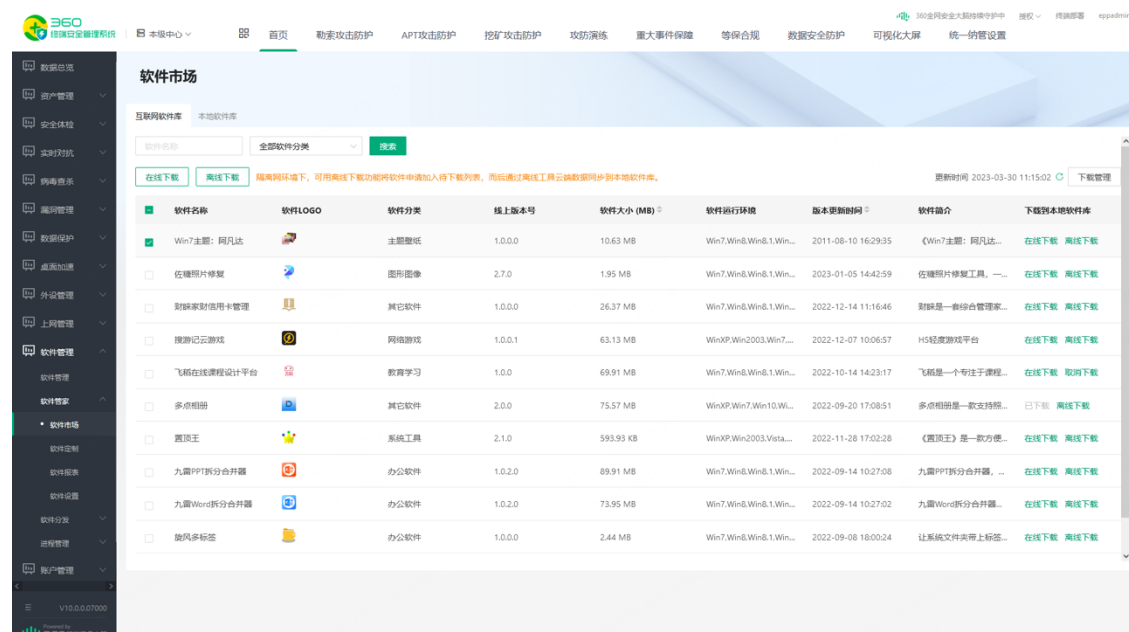 360
终端安全管理系统
本级中心
首页 勒索攻击防护 APT攻击防护 挖矿攻击防护 攻防演练 重大事件保障 等保合规 数据安全防护 可视化大屏 统一纳管设置
360全网安全大脑持续守护中 授权 终端部署 eppadmin
数据总览
资产管理
安全体检
实时对抗
病毒查杀
漏洞管理
数据保护
桌面加速
外设管理
上网管理
软件管理
软件管理
软件管家
软件市场
软件定制
软件报表
软件设置
软件分发
进程管理
账户管理
V10.0.0.07000
Powered by
软件市场
互联网软件库 本地软件库
软件名称 全部软件分类 搜索
在线下载 离线下载 隔离网环境下，可用离线下载功能将软件申请加入待下载列表，而后通过离线工具云端数据同步到本地软件库。 更新时间 2023-03-30 11:15:02 下载管理
软件名称 软件LOGO 软件分类 线上版本号 软件大小 (MB) 软件运行环境 版本更新时间 软件简介 下载到本地软件库
Win7主题：阿凡达 主题壁纸 1.0.0.0 10.63 MB Win7,Win8,Win8.1,Win... 2011-08-10 16:29:35 《Win7主题：阿凡达... 在线下载 离线下载
佐糖照片修复 图形图像 2.7.0 1.95 MB Win7,Win8,Win8.1,Win... 2023-01-05 14:42:59 佐糖照片修复工具，一... 在线下载 离线下载
财睐家财信用卡管理 其它软件 1.0.0.0 26.37 MB Win7,Win8,Win8.1,Win... 2022-12-14 11:16:46 财睐是一套综合管理家... 在线下载 离线下载
搜游记云游戏 网络游戏 1.0.0.1 63.13 MB WinXP,Win2003,Win7,... 2022-12-07 10:06:57 H5轻度游戏平台 在线下载 离线下载
飞稻在线课程设计平台 教育学习 1.0.0 69.91 MB Win7,Win8,Win8.1,Win... 2022-10-14 14:23:17 飞稻是一个专注于课程... 在线下载 取消下载
多点相册 其它软件 2.0.0 75.57 MB WinXP,Win7,Win10,Wi... 2022-09-20 17:08:51 多点相册是一款支持照... 已下载 离线下载
置顶王 系统工具 2.1.0 593.93 KB WinXP,Win2003,Vista,... 2022-11-28 17:02:28 《置顶王》是一款方便... 在线下载 离线下载
九雷PPT拆分合并器 办公软件 1.0.2.0 89.91 MB Win7,Win8,Win8.1,Win... 2022-09-14 10:27:08 九雷PPT拆分合并器，... 在线下载 离线下载
九雷Word拆分合并器 办公软件 1.0.2.0 73.95 MB Win7,Win8,Win8.1,Win... 2022-09-14 10:27:02 九雷Word拆分合并器... 在线下载 离线下载
旋风多标签 办公软件 1.0.0.0 2.44 MB Win7,Win8,Win8.1,Win... 2022-09-08 18:00:24 让系统文件夹带上标签... 在线下载 离线下载